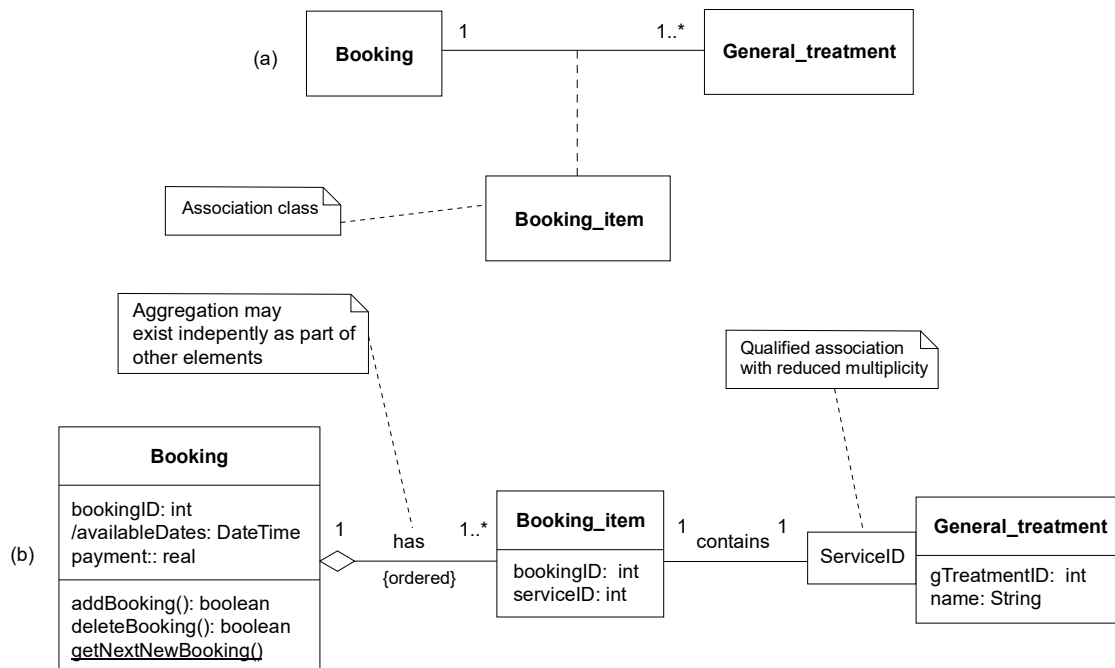 (a)
Booking
1
1..*
General_treatment
Association class
Booking_item
Aggregation may
exist indepently as part of
other elements
Qualified association
with reduced multiplicity
(b)
Booking
bookingID: int
/availableDates: DateTime
payment:: real
addBooking(): boolean
deleteBooking(): boolean
getNextNewBooking()
1
has
1..*
{ordered}
Booking_item
bookingID:  int
serviceID: int
1
contains
1
ServiceID
General_treatment
gTreatmentID:  int
name: String